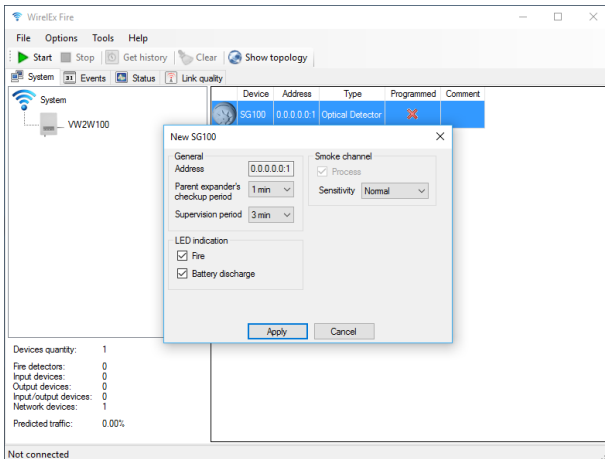 WirelEx Fire
File Options Tools Help
Start Stop Get history Clear Show topology
System Events Status Link quality
System
VW2W100
Device Address Type Programmed Comment
SG100 0.0.0.0.0:1 Optical Detector
New SG100
General
Address 0.0.0.0.0:1
Parent expander's
checkup period 1 min
Supervision period 3 min
Smoke channel
Process
Sensitivity Normal
LED indication
Fire
Battery discharge
Apply Cancel
Devices quantity: 1
Fire detectors: 0
Input devices: 0
Output devices: 0
Input/output devices: 0
Network devices: 1
Predicted traffic: 0.00%
Not connected